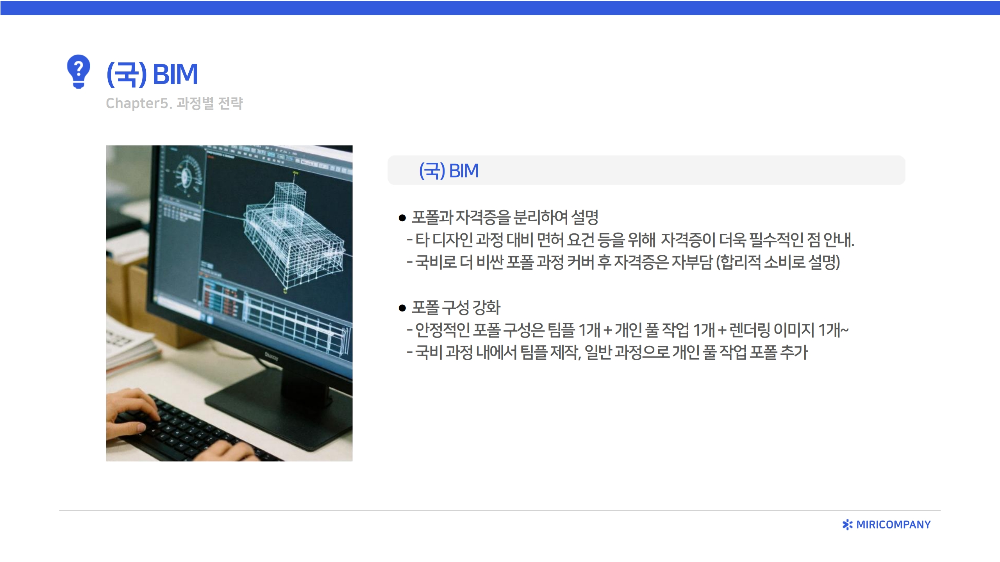 (국) BIM
Chapter5. 과정별 전략
(국) BIM
● 포폴과 자격증을 분리하여 설명
- 타 디자인 과정 대비 면허 요건 등을 위해 자격증이 더욱 필수적인 점 안내.
- 국비로 더 비싼 포폴 과정 커버 후 자격증은 자부담 (합리적 소비로 설명)
● 포폴 구성 강화
- 안정적인 포폴 구성은 팀플 1개 + 개인 풀 작업 1개 + 렌더링 이미지 1개~
- 국비 과정 내에서 팀플 제작, 일반 과정으로 개인 풀 작업 포폴 추가
MIRICOMPANY